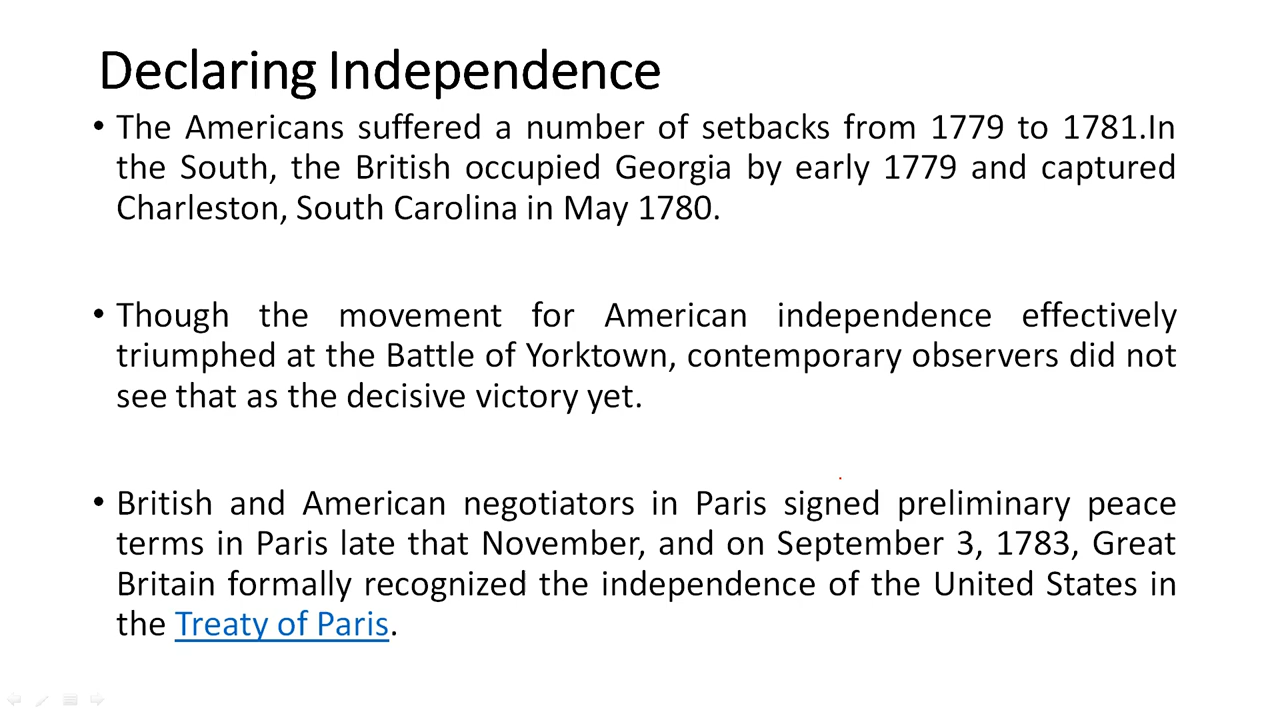 Declaring Independence
• The Americans suffered a number of setbacks from 1779 to 1781.In
the South, the British occupied Georgia by early 1779 and captured
Charleston, South Carolina in May 1780.
• Though the movement for American independence effectively
triumphed at the Battle of Yorktown, contemporary observers did not
see that as the decisive victory yet.
• British and American negotiators in Paris signed preliminary peace
terms in Paris late that November, and on September 3, 1783, Great
Britain formally recognized the independence of the United States in
the Treaty of Paris.